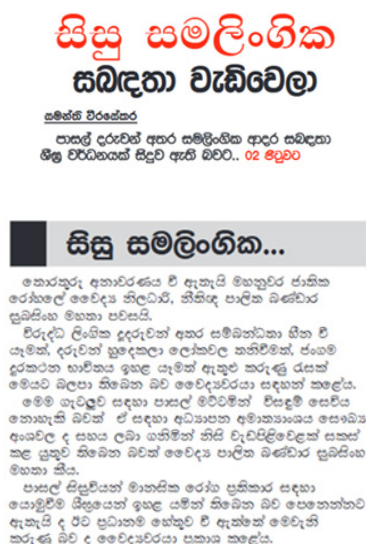 සිසු සමලිංගික
සබඳතා වැඩිවෙලා
සමන්ති වීරසේකර
පාසල් දරුවන් අතර සමලිංගික ආදර සබඳතා
ශීඝ්‍ර වර්ධනයක් සිදුව ඇති බවට.. 02 පිටුවට
සිසු සමලිංගික...
තොරතුරු අනාවරණය වී ඇතැයි මහනුවර ජාතික
රෝහලේ වෛද්‍ය නිලධාරි, නීතිඥ පාලිත බණ්ඩාර
සුබසිංහ මහතා පවසයි.
විරුද්ධ ලිංගික දූදරුවන් අතර සම්බන්ධතා හීන වී
යෑමත්, දරුවන් හුදෙකලා ලෝකවල තනිවීමත්, ජංගම
දුරකථන භාවිතය ඉහළ යෑමත් ඇතුළු කරුණු රැසක්
මෙයට බලපා තිබෙන බව වෛද්‍යවරයා සඳහන් කළේය.
මෙම ගැටලුව සඳහා පාසල් මට්ටමින් විසඳුම් සෙවිය
නොහැකි බවත් ඒ සඳහා අධ්‍යාපන අමාත්‍යාංශය සෞඛ්‍ය
අංශවල ද සහය ලබා ගනිමින් නිසි වැඩපිළිවෙළක් සකස්
කළ යුතුව තිබෙන බවත් වෛද්‍ය පාලිත බණ්ඩාර සුබසිංහ
මහතා කීය.
පාසල් සිසුවියන් මානසික රෝග ප්‍රතිකාර සඳහා
යොමුවීම ශීඝ්‍රයෙන් ඉහළ යමින් තිබෙන බව පෙනෙන්නට
ඇතැයි ද ඊට ප්‍රධානම හේතුව වී ඇත්තේ මෙවැනි
කරුණු බව ද වෛද්‍යවරයා ප්‍රකාශ කළේය.